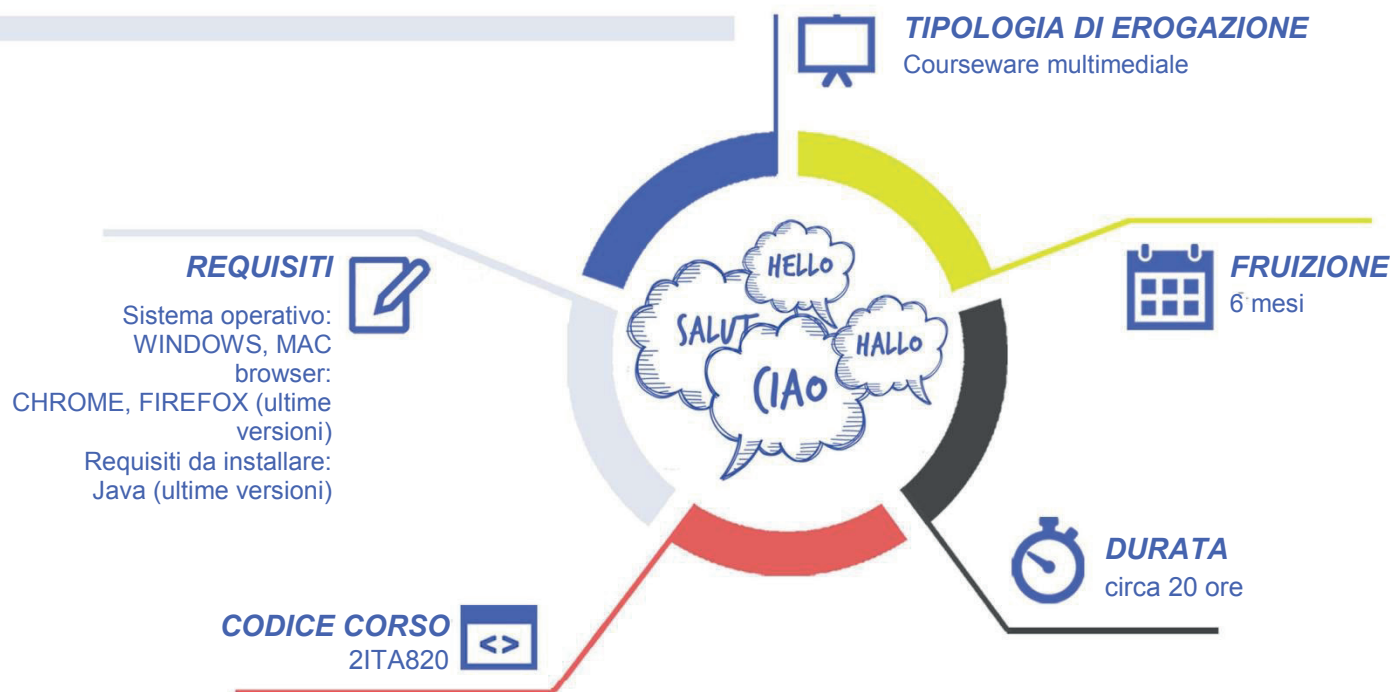 TIPOLOGIA DI EROGAZIONE
Courseware multimediale
REQUISITI
Sistema operativo:
WINDOWS, MAC
browser:
CHROME, FIREFOX (ultime
versioni)
Requisiti da installare:
Java (ultime versioni)
HELLO
SALUT
HALLO
CIAO
FRUIZIONE
6 mesi
DURATA
circa 20 ore
CODICE CORSO
<>
2ITA820